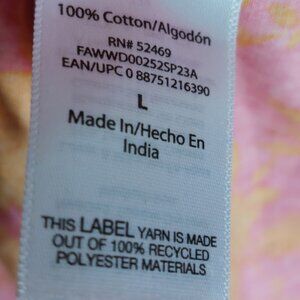 100% Cotton/Algodón
RN# 52469
FAWWD00252SP23A
EAN/UPC 0 88751216390
L
Made In/Hecho En
India
THIS LABEL YARN IS MADE
OUT OF 100% RECYCLED
POLYESTER MATERIALS